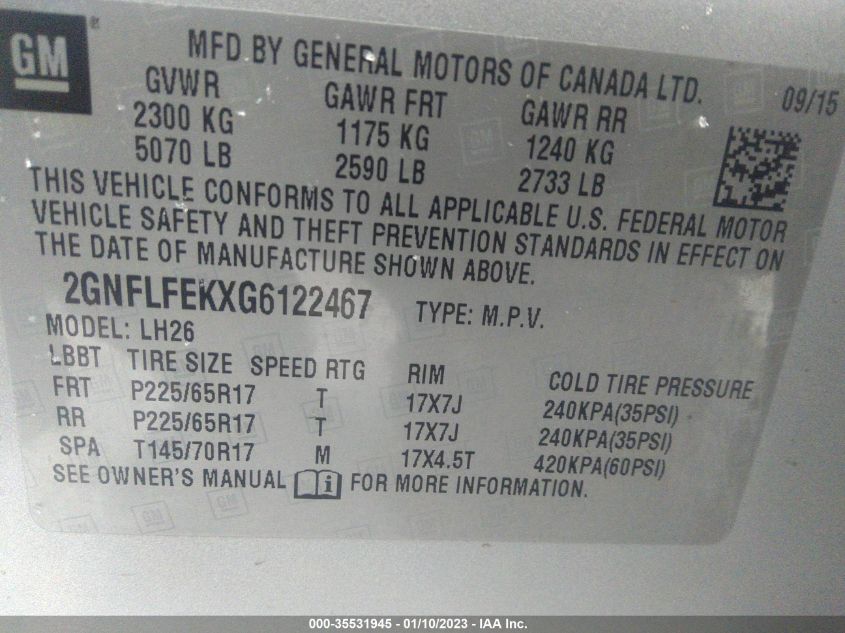 GM
MFD BY GENERAL MOTORS OF CANADA LTD.
GVWR GAWR FRT GAWR RR 09/15
2300 KG 1175 KG 1240 KG
5070 LB 2590 LB 2733 LB
THIS VEHICLE CONFORMS TO ALL APPLICABLE U.S. FEDERAL MOTOR
VEHICLE SAFETY AND THEFT PREVENTION STANDARDS IN EFFECT ON
THE DATE OF MANUFACTURE SHOWN ABOVE.
2GNFLFEKXG6122467 TYPE: M.P.V.
MODEL: LH26
LBBT TIRE SIZE SPEED RTG RIM COLD TIRE PRESSURE
FRT P225/65R17 T 17X7J 240KPA(35PSI)
RR P225/65R17 T 17X7J 240KPA(35PSI)
SPA T145/70R17 M 17X4.5T 420KPA(60PSI)
SEE OWNER'S MANUAL i FOR MORE INFORMATION.
000-35531945 - 01/10/2023 - IAA Inc.